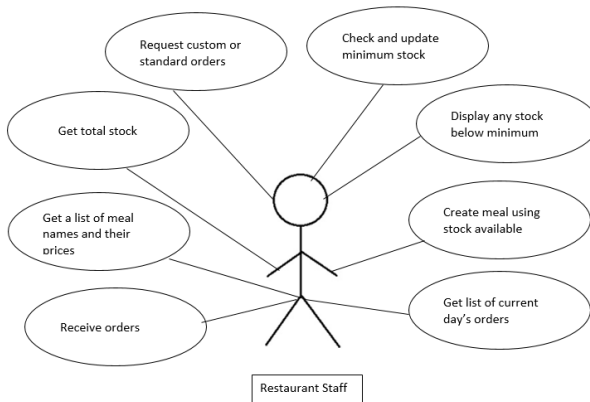 Request custom or
standard orders
Check and update
minimum stock
Get total stock
Display any stock
below minimum
Get a list of meal
names and their
prices
Create meal using
stock available
Receive orders
Get list of current
day's orders
Restaurant Staff